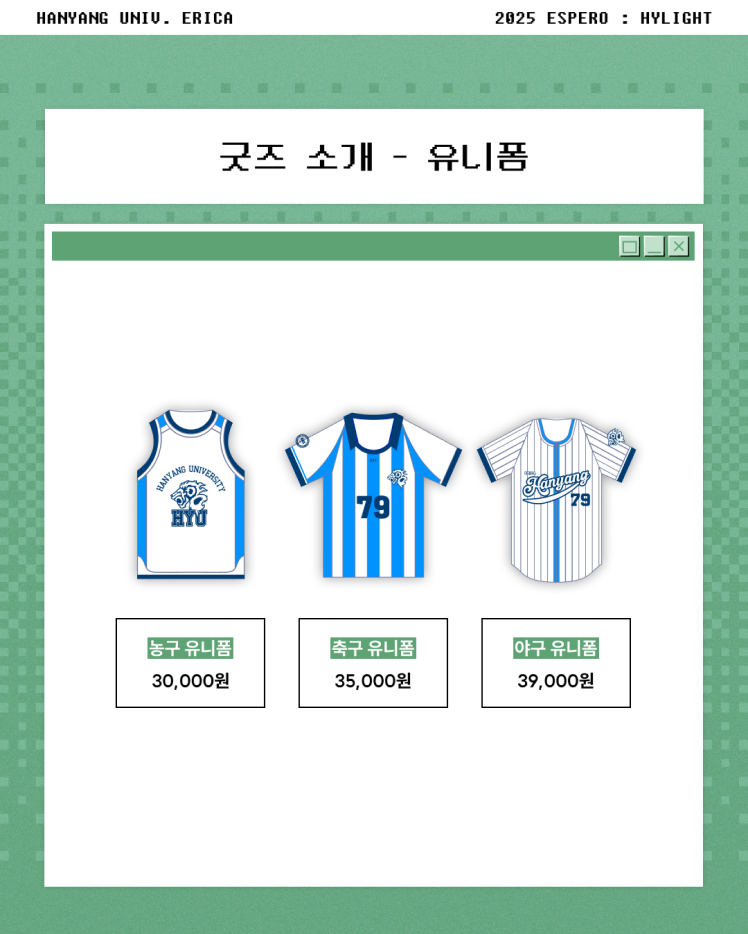 HANYANG UNIV. ERICA
2025 ESPERO : HYLIGHT
굿즈 소개 - 유니폼
HANYANG UNIVERSITY
HYU
79
Hanyang
79
농구 유니폼
30,000원
축구 유니폼
35,000원
야구 유니폼
39,000원